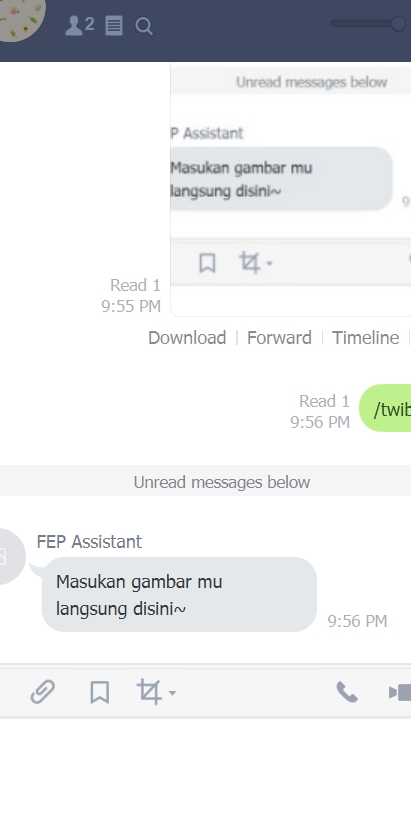 2
Unread messages below
P Assistant
Masukan gambar mu
langsung disini~
9
Read 1
9:55 PM
Download
Forward
Timeline
Read 1
9:56 PM
/twib
Unread messages below
FEP Assistant
Masukan gambar mu
langsung disini~
9:56 PM